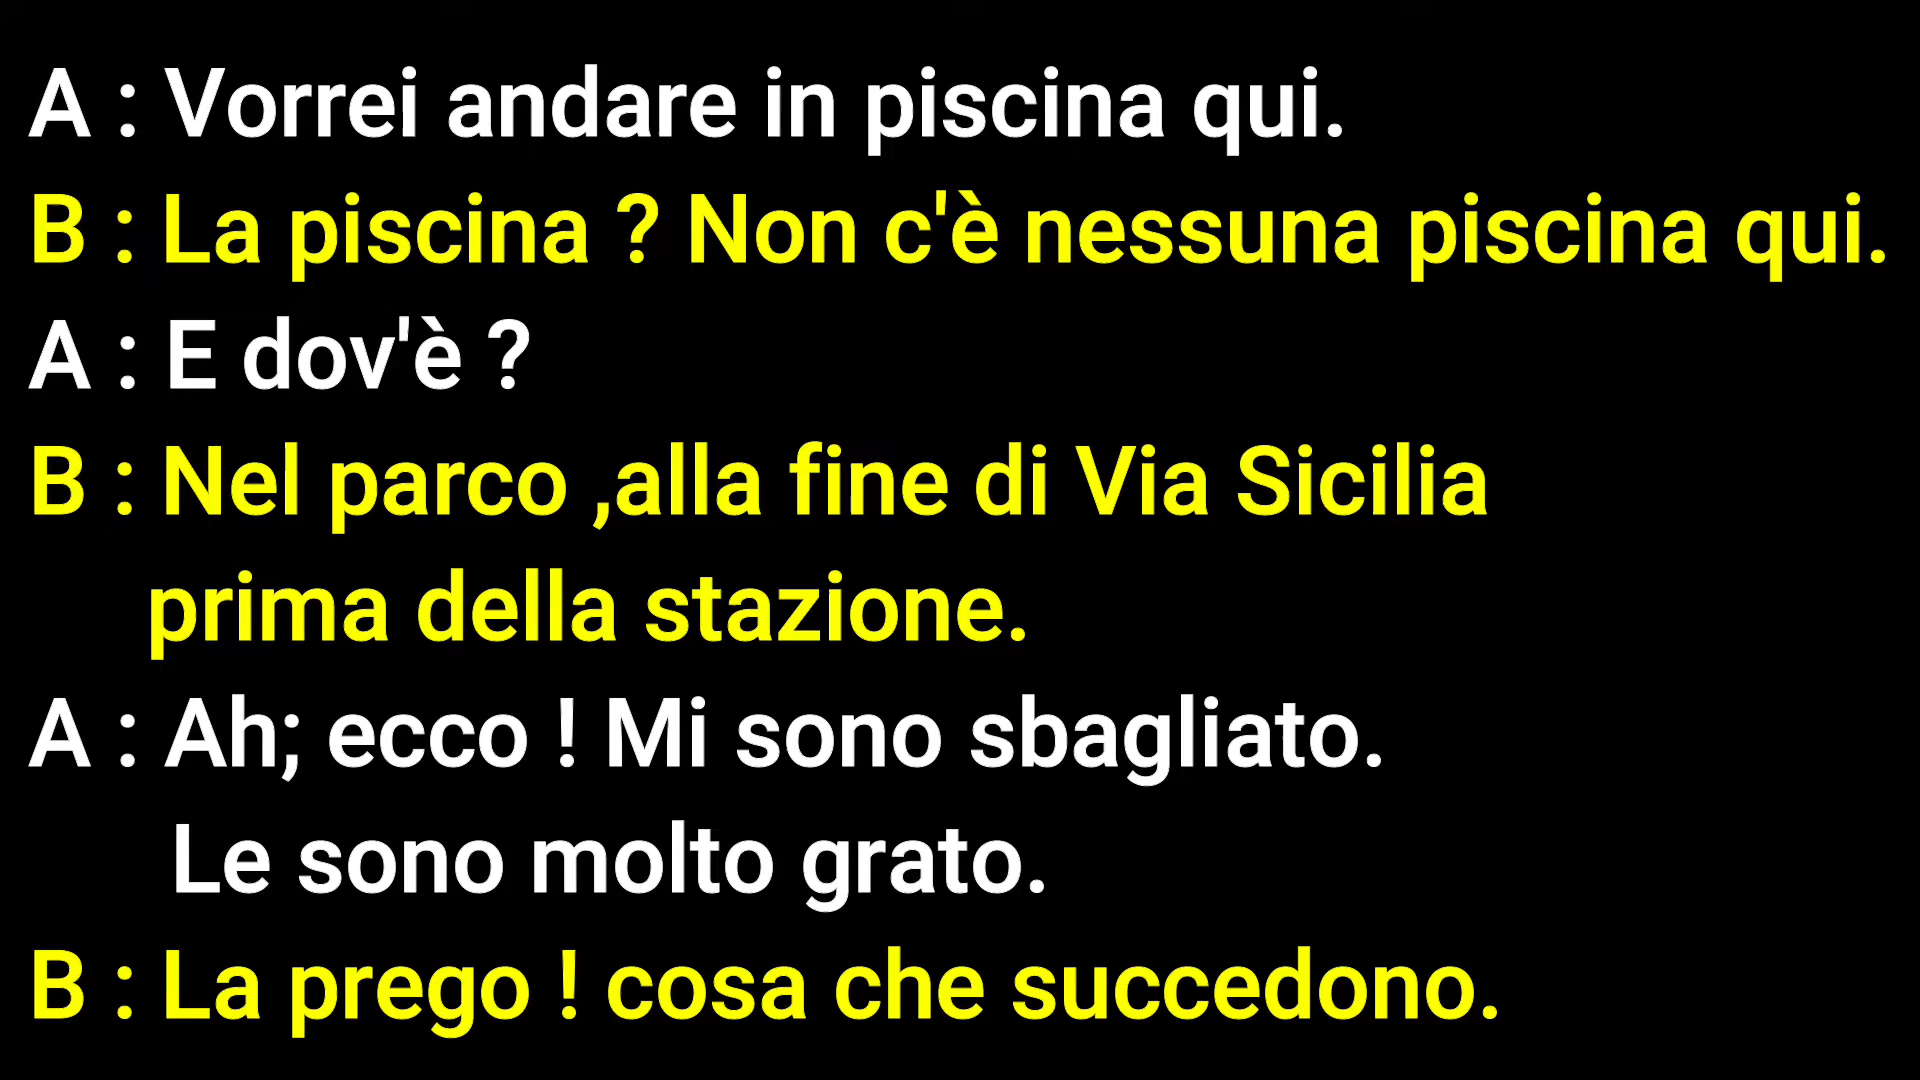 A : Vorrei andare in piscina qui.
B : La piscina ? Non c'è nessuna piscina qui.
A : E dov'è ?
B : Nel parco ,alla fine di Via Sicilia
prima della stazione.
A : Ah; ecco ! Mi sono sbagliato.
Le sono molto grato.
B : La prego ! cosa che succedono.